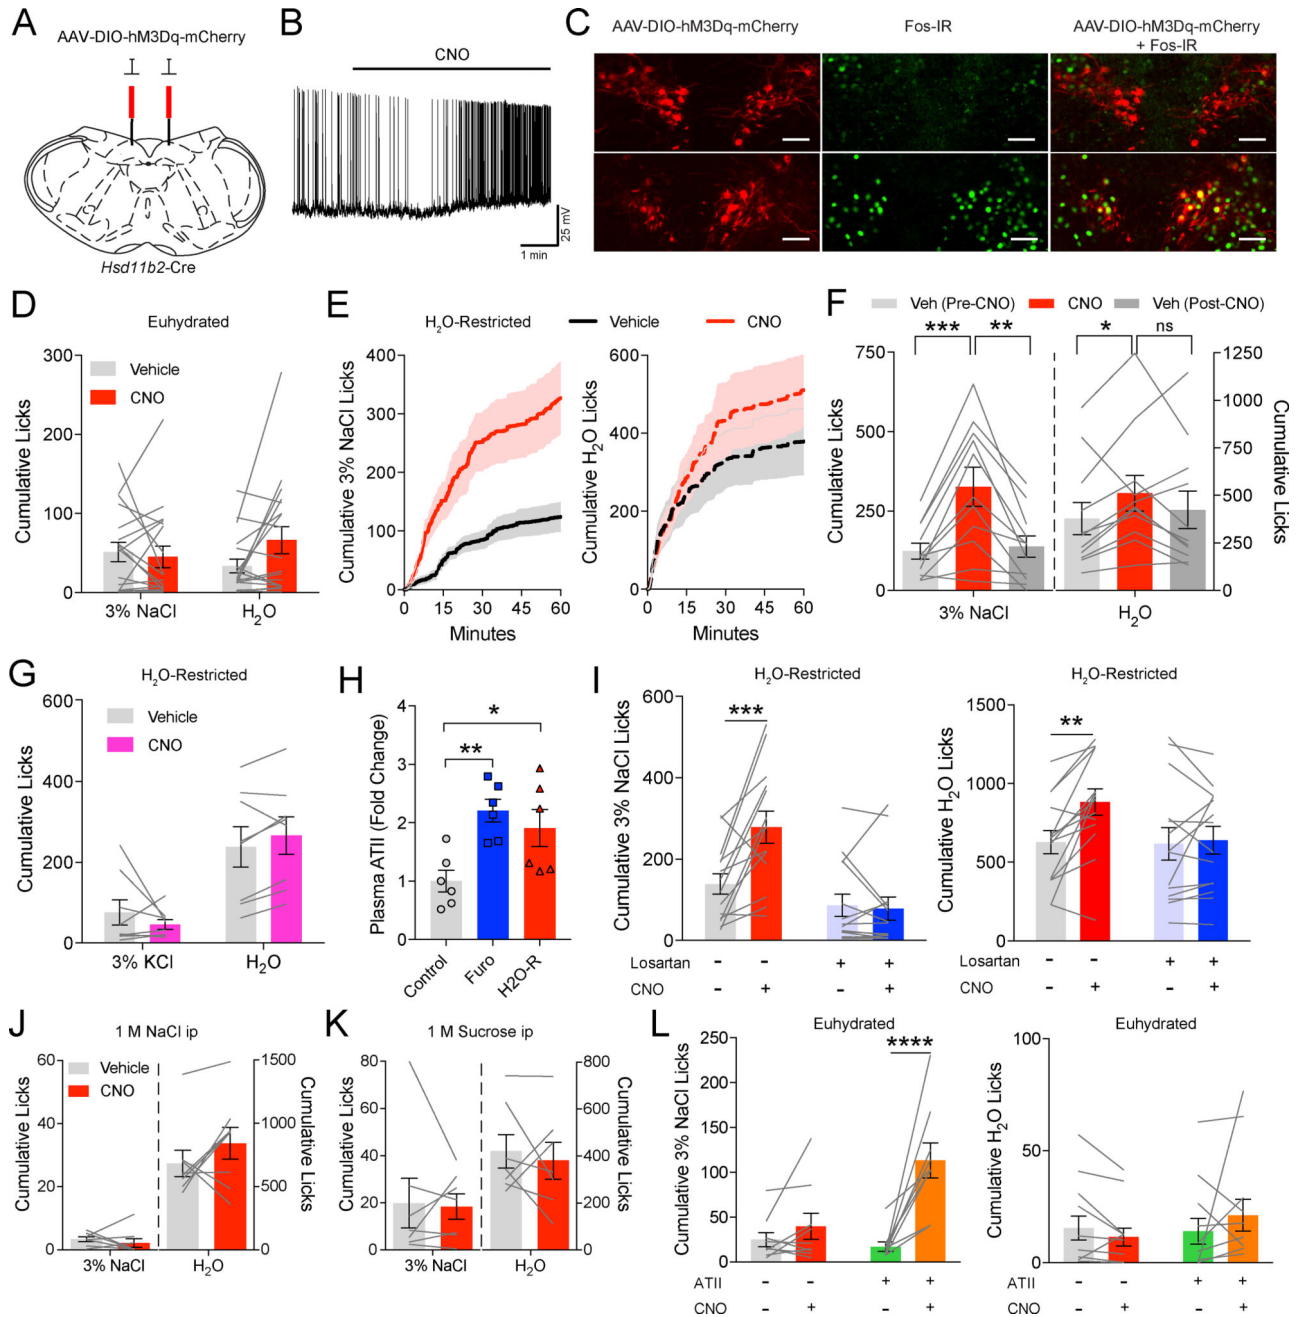 A
AAV-DIO-hM3Dq-mCherry
Hsd11b2-Cre
B
CNO
25 mV
1 min
C
AAV-DIO-hM3Dq-mCherry
Fos-IR
AAV-DIO-hM3Dq-mCherry
+ Fos-IR
D
Euhydrated
Vehicle
CNO
Cumulative Licks
300
200
100
0
3% NaCl
H2O
E
H2O-Restricted
Vehicle
CNO
Cumulative 3% NaCl Licks
400
300
200
100
0
0
15
30
45
60
Minutes
Cumulative H2O Licks
600
400
200
0
0
15
30
45
60
Minutes
F
Veh (Pre-CNO)
CNO
Veh (Post-CNO)
***
**
*
ns
Cumulative Licks
750
500
250
0
1250
1000
750
500
250
0
Cumulative Licks
3% NaCl
H2O
G
H2O-Restricted
Vehicle
CNO
Cumulative Licks
600
400
200
0
3% KCl
H2O
H
Plasma ATII (Fold Change)
4
3
2
1
0
*
**
Control
Furo
H2O-R
I
H2O-Restricted
Cumulative 3% NaCl Licks
600
400
200
0
***
Losartan - - + +
CNO - + - +
H2O-Restricted
Cumulative H2O Licks
1500
1000
500
0
**
Losartan - - + +
CNO - + - +
J
1 M NaCl ip
Vehicle
CNO
Cumulative Licks
60
40
20
0
1500
1000
500
0
Cumulative Licks
3% NaCl
H2O
K
1 M Sucrose ip
Cumulative Licks
80
60
40
20
0
800
600
400
200
0
Cumulative Licks
3% NaCl
H2O
L
Euhydrated
Cumulative 3% NaCl Licks
250
200
150
100
50
0
****
ATII - - + +
CNO - + - +
Euhydrated
Cumulative H2O Licks
100
50
0
ATII - - + +
CNO - + - +